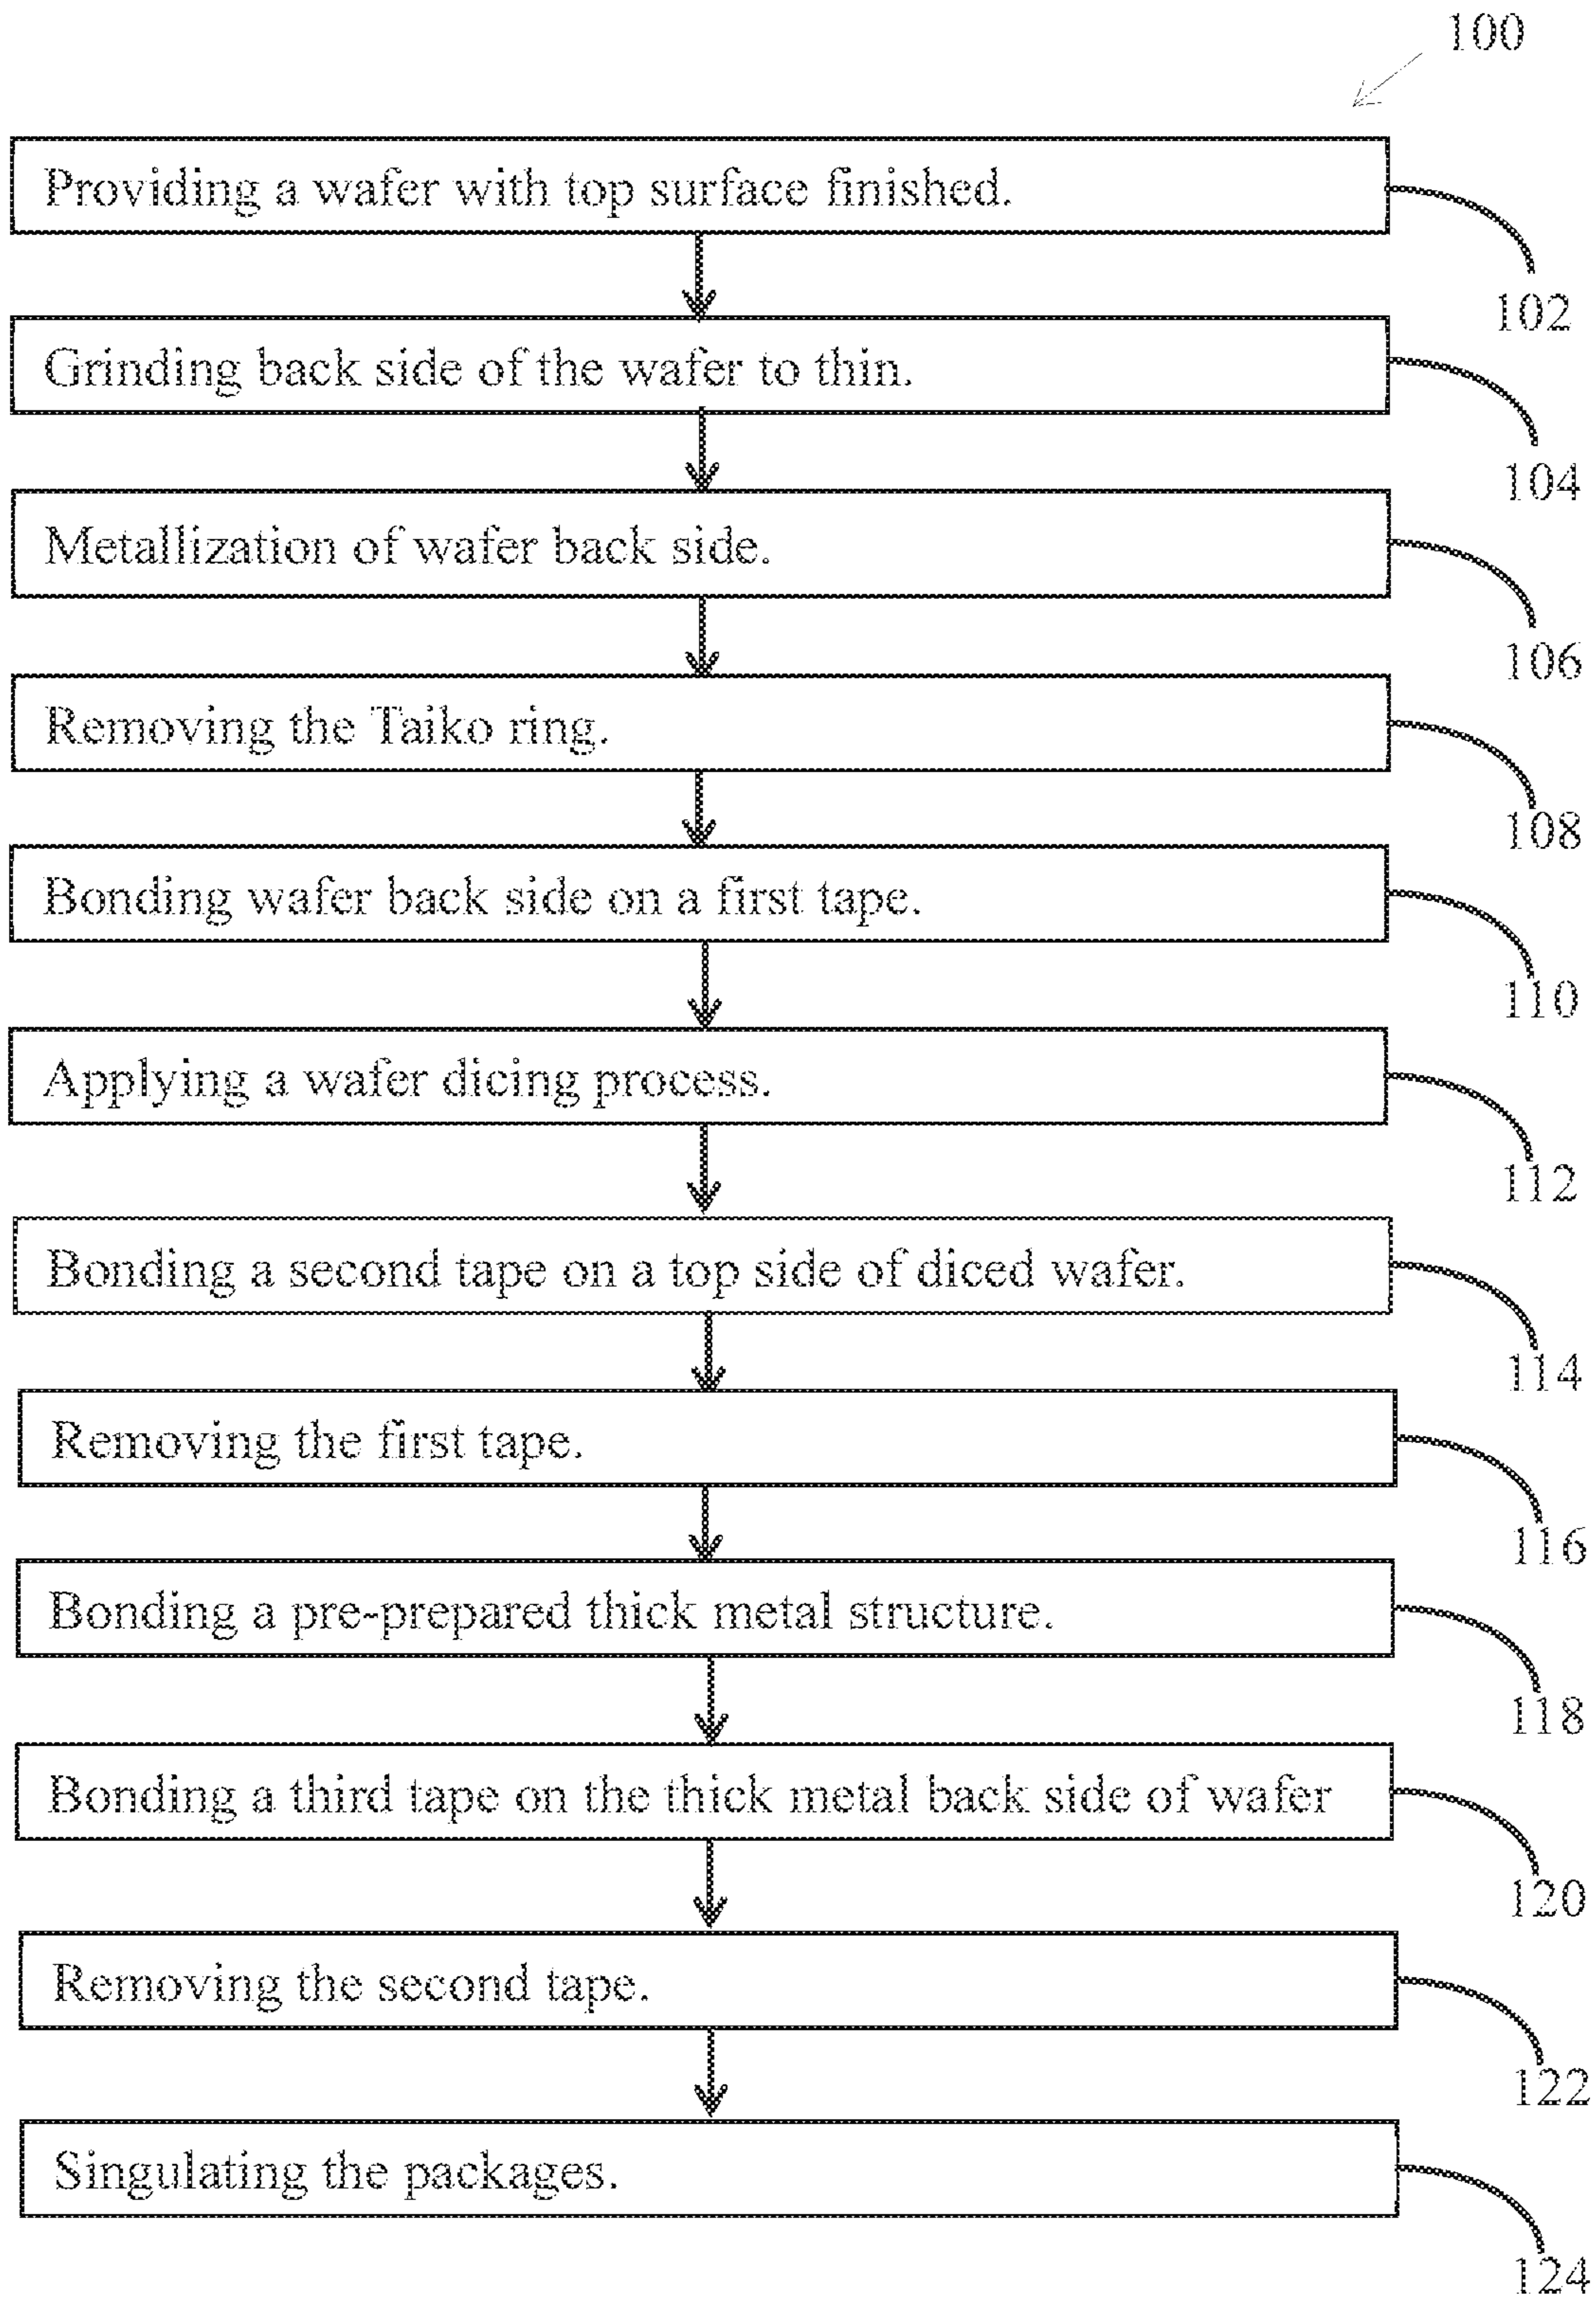 100
Providing a wafer with top surface finished.
102
Grinding back side of the wafer to thin.
104
Metallization of wafer back side.
106
Removing the Taiko ring.
108
Bonding wafer back side on a first tape.
110
Applying a wafer dicing process.
112
Bonding a second tape on a top side of diced wafer.
114
Removing the first tape.
116
Bonding a pre-prepared thick metal structure.
118
Bonding a third tape on the thick metal back side of wafer
120
Removing the second tape.
122
Singulating the packages.
124